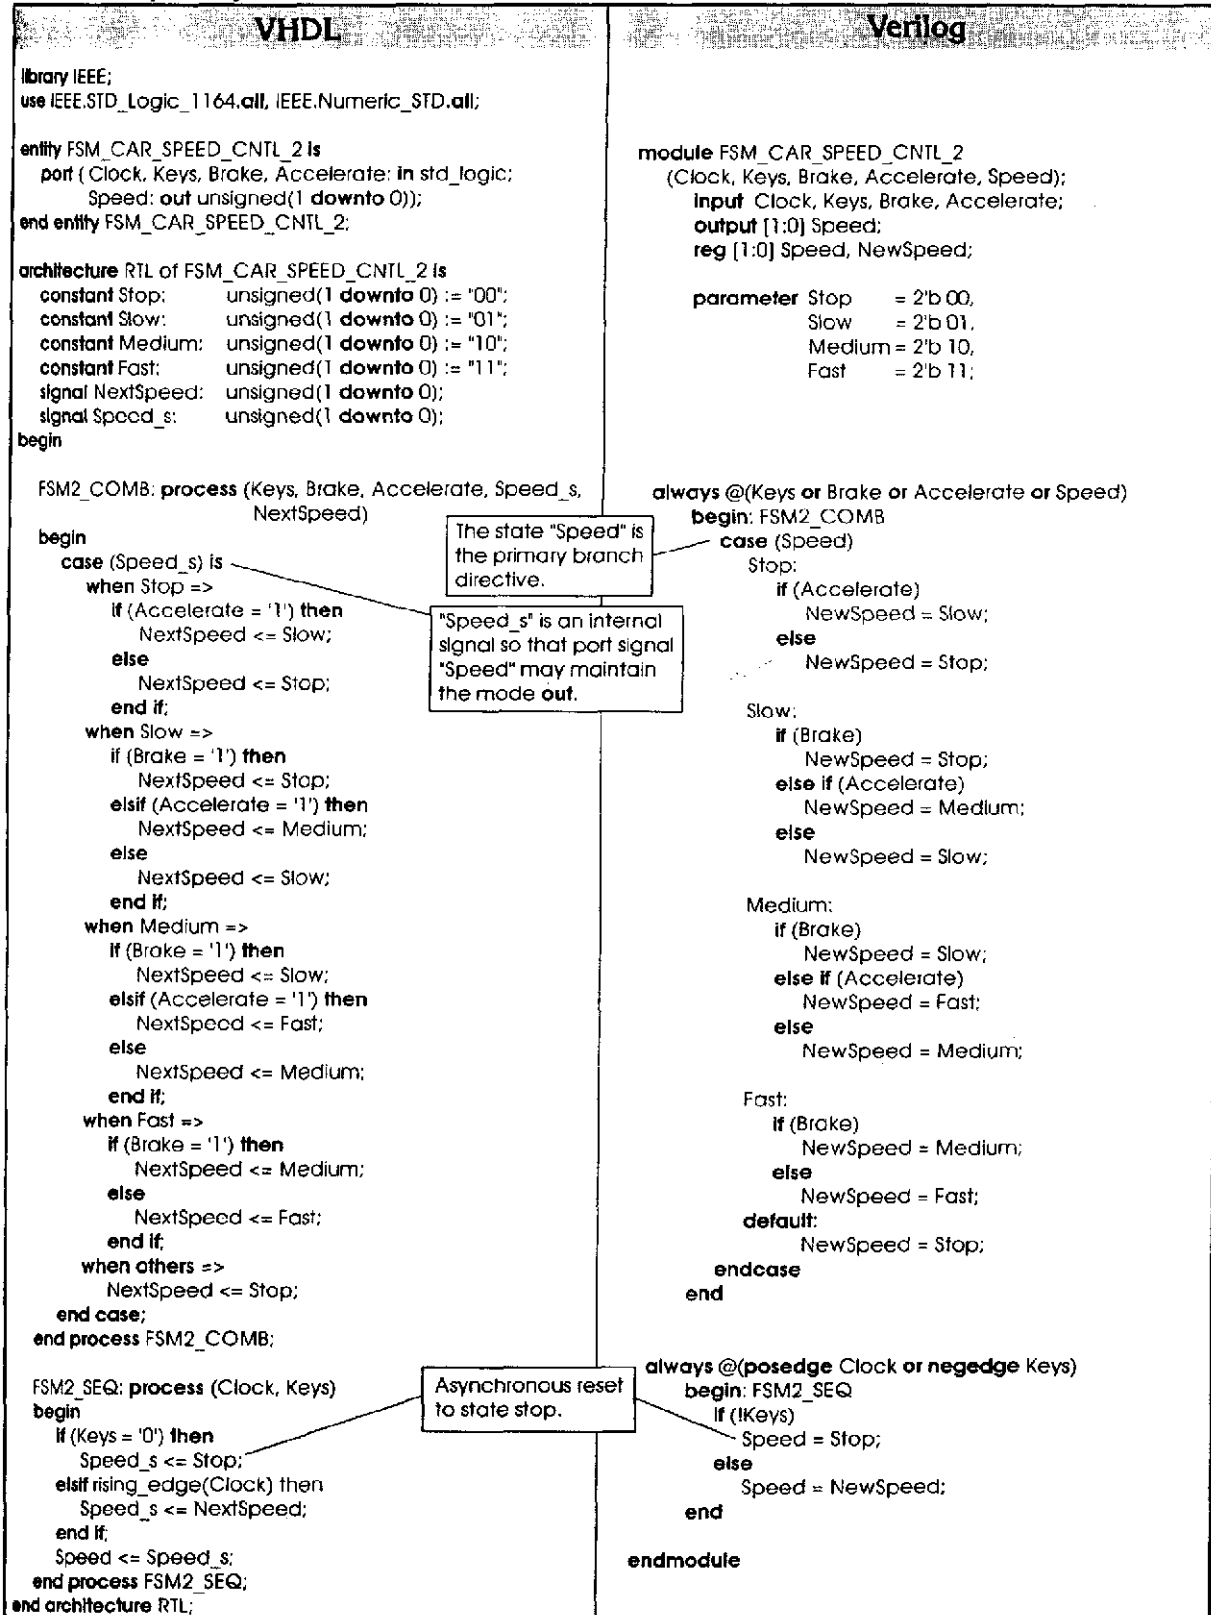 VHDL
library IEEE;
use IEEE.STD_Logic_1164.all, IEEE.Numeric_STD.all;
entity FSM_CAR_SPEED_CNTL_2 is
port ( Clock, Keys, Brake, Accelerate: in std_logic;
Speed: out unsigned(1 downto 0));
end entity FSM_CAR_SPEED_CNTL_2;
architecture RTL of FSM_CAR_SPEED_CNTL_2 is
constant Stop: unsigned(1 downto 0) := "00";
constant Slow: unsigned(1 downto 0) := "01";
constant Medium: unsigned(1 downto 0) := "10";
constant Fast: unsigned(1 downto 0) := "11";
signal NextSpeed: unsigned(1 downto 0);
signal Speed_s: unsigned(1 downto 0);
begin
FSM2_COMB: process (Keys, Brake, Accelerate, Speed_s,
NextSpeed)
begin
case (Speed_s) is
when Stop =>
if (Accelerate = '1') then
NextSpeed <= Slow;
else
NextSpeed <= Stop;
end if;
when Slow =>
if (Brake = '1') then
NextSpeed <= Stop;
elsif (Accelerate = '1') then
NextSpeed <= Medium;
else
NextSpeed <= Slow;
end if;
when Medium =>
if (Brake = '1') then
NextSpeed <= Slow;
elsif (Accelerate = '1') then
NextSpeed <= Fast;
else
NextSpeed <= Medium;
end if;
when Fast =>
if (Brake = '1') then
NextSpeed <= Medium;
else
NextSpeed <= Fast;
end if;
when others =>
NextSpeed <= Stop;
end case;
end process FSM2_COMB;
FSM2_SEQ: process (Clock, Keys)
begin
if (Keys = '0') then
Speed_s <= Stop;
elsif rising_edge(Clock) then
Speed_s <= NextSpeed;
end if;
Speed <= Speed_s;
end process FSM2_SEQ;
end architecture RTL;
The state "Speed" is
the primary branch
directive.
"Speed_s" is an internal
signal so that port signal
"Speed" may maintain
the mode out.
Asynchronous reset
to state stop.
Verilog
module FSM_CAR_SPEED_CNTL_2
(Clock, Keys, Brake, Accelerate, Speed);
input Clock, Keys, Brake, Accelerate;
output [1:0] Speed;
reg [1:0] Speed, NewSpeed;
parameter Stop = 2'b 00,
Slow = 2'b 01,
Medium = 2'b 10,
Fast = 2'b 11;
always @(Keys or Brake or Accelerate or Speed)
begin: FSM2_COMB
case (Speed)
Stop:
if (Accelerate)
NewSpeed = Slow;
else
NewSpeed = Stop;
Slow:
if (Brake)
NewSpeed = Stop;
else if (Accelerate)
NewSpeed = Medium;
else
NewSpeed = Slow;
Medium:
if (Brake)
NewSpeed = Slow;
else if (Accelerate)
NewSpeed = Fast;
else
NewSpeed = Medium;
Fast:
if (Brake)
NewSpeed = Medium;
else
NewSpeed = Fast;
default:
NewSpeed = Stop;
endcase
end
always @(posedge Clock or negedge Keys)
begin: FSM2_SEQ
if (!Keys)
Speed = Stop;
else
Speed = NewSpeed;
end
endmodule